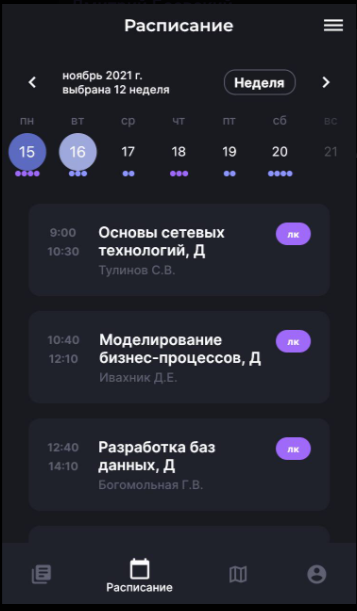 Расписание
ноябрь 2021 г.
выбрана 12 неделя
Неделя
пн вт ср чт пт сб вс
15 16 17 18 19 20 21
9:00
10:30
Основы сетевых
технологий, Д
Тулинов С.В.
лк
10:40
12:10
Моделирование
бизнес-процессов, Д
Ивахник Д.Е.
лк
12:40
14:10
Разработка баз
данных, Д
Богомольная Г.В.
лк
Расписание